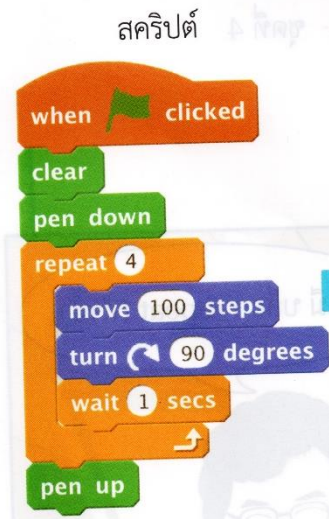 สคริปต์
when clicked
clear
pen down
repeat 4
move 100 steps
turn 90 degrees
wait 1 secs
pen up